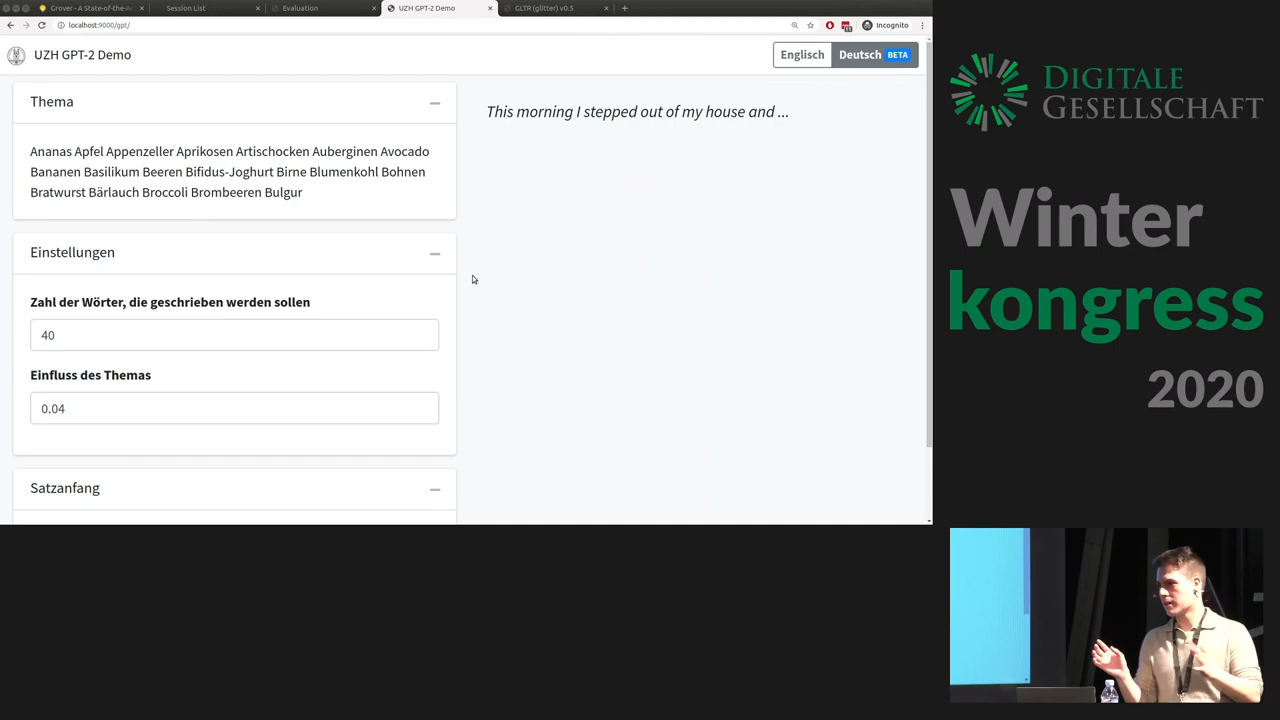 Grover - A State-of-the-A
Session List
Evaluation
UZH GPT-2 Demo
GLTR (glitter) v0.5
localhost:9000/gpt/
Incognito
UZH GPT-2 Demo
Englisch
Deutsch BETA
Thema
Ananas Apfel Appenzeller Aprikosen Artischocken Auberginen Avocado
Bananen Basilikum Beeren Bifidus-Joghurt Birne Blumenkohl Bohnen
Bratwurst Bärlauch Broccoli Brombeeren Bulgur
Einstellungen
Zahl der Wörter, die geschrieben werden sollen
40
Einfluss des Themas
0.04
Satzanfang
This morning I stepped out of my house and ...
DIGITALE
GESELLSCHAFT
Winter
kongress
2020